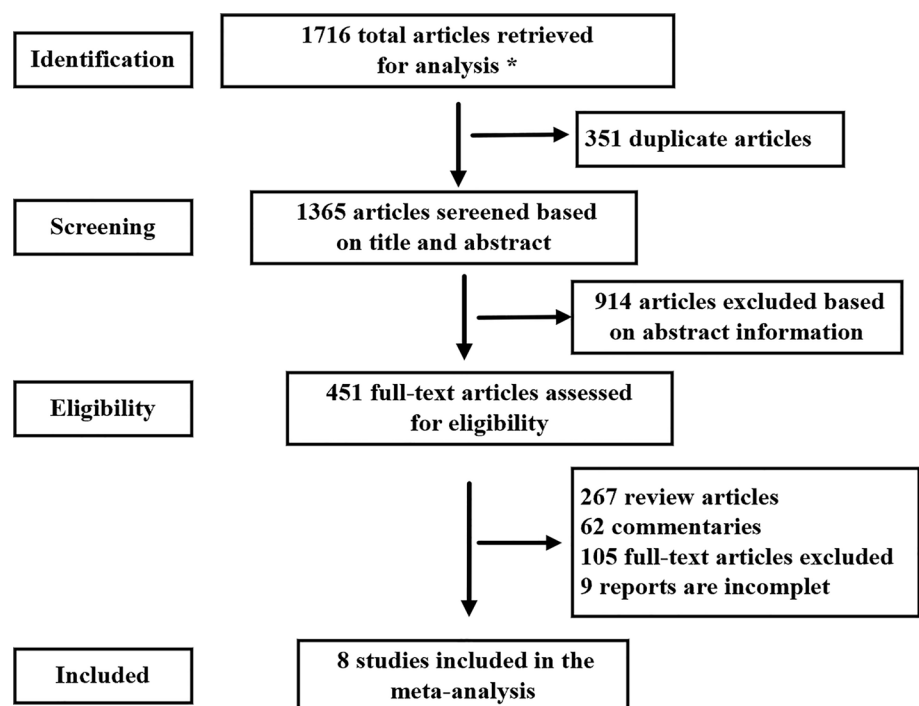 Identification
1716 total articles retrieved
for analysis *
351 duplicate articles
Screening
1365 articles sereened based
on title and abstract
914 articles excluded based
on abstract information
Eligibility
451 full-text articles assessed
for eligibility
267 review articles
62 commentaries
105 full-text articles excluded
9 reports are incomplet
Included
8 studies included in the
meta-analysis